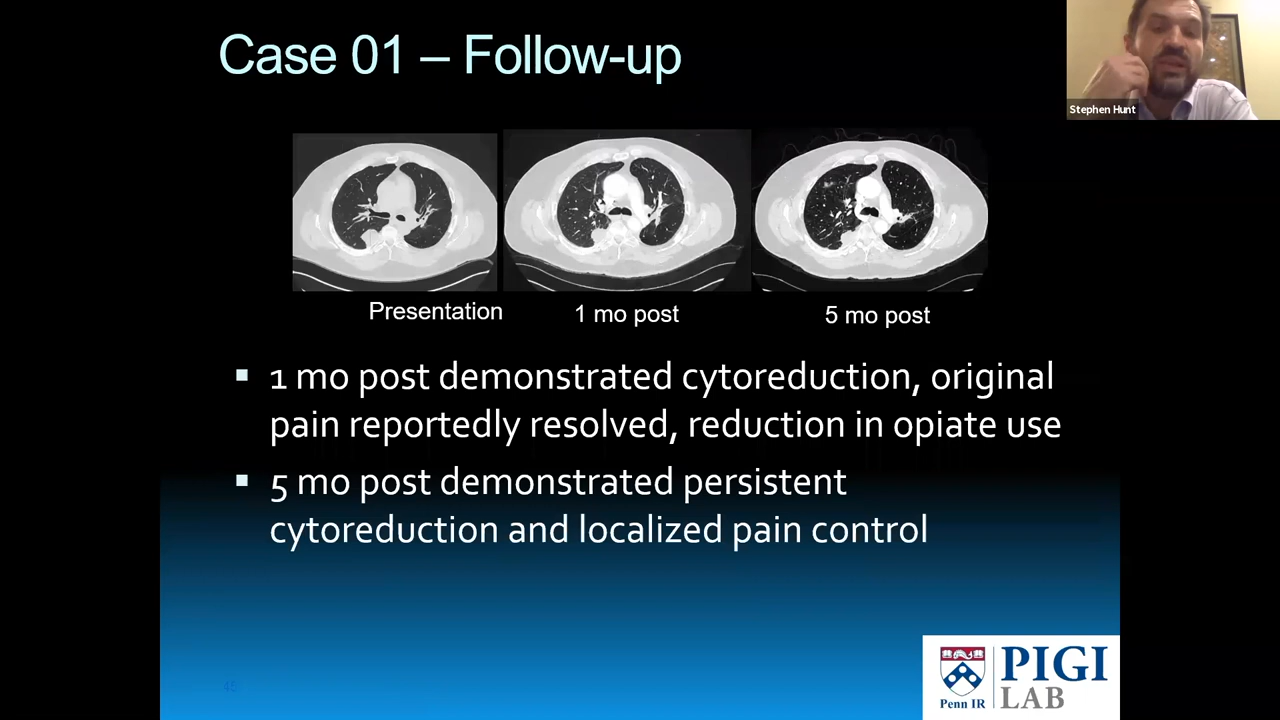 Case 01 – Follow-up
Stephen Hunt
Presentation
1 mo post
5 mo post
▪ 1 mo post demonstrated cytoreduction, original
pain reportedly resolved, reduction in opiate use
▪ 5 mo post demonstrated persistent
cytoreduction and localized pain control
Penn IR
PIGI
LAB